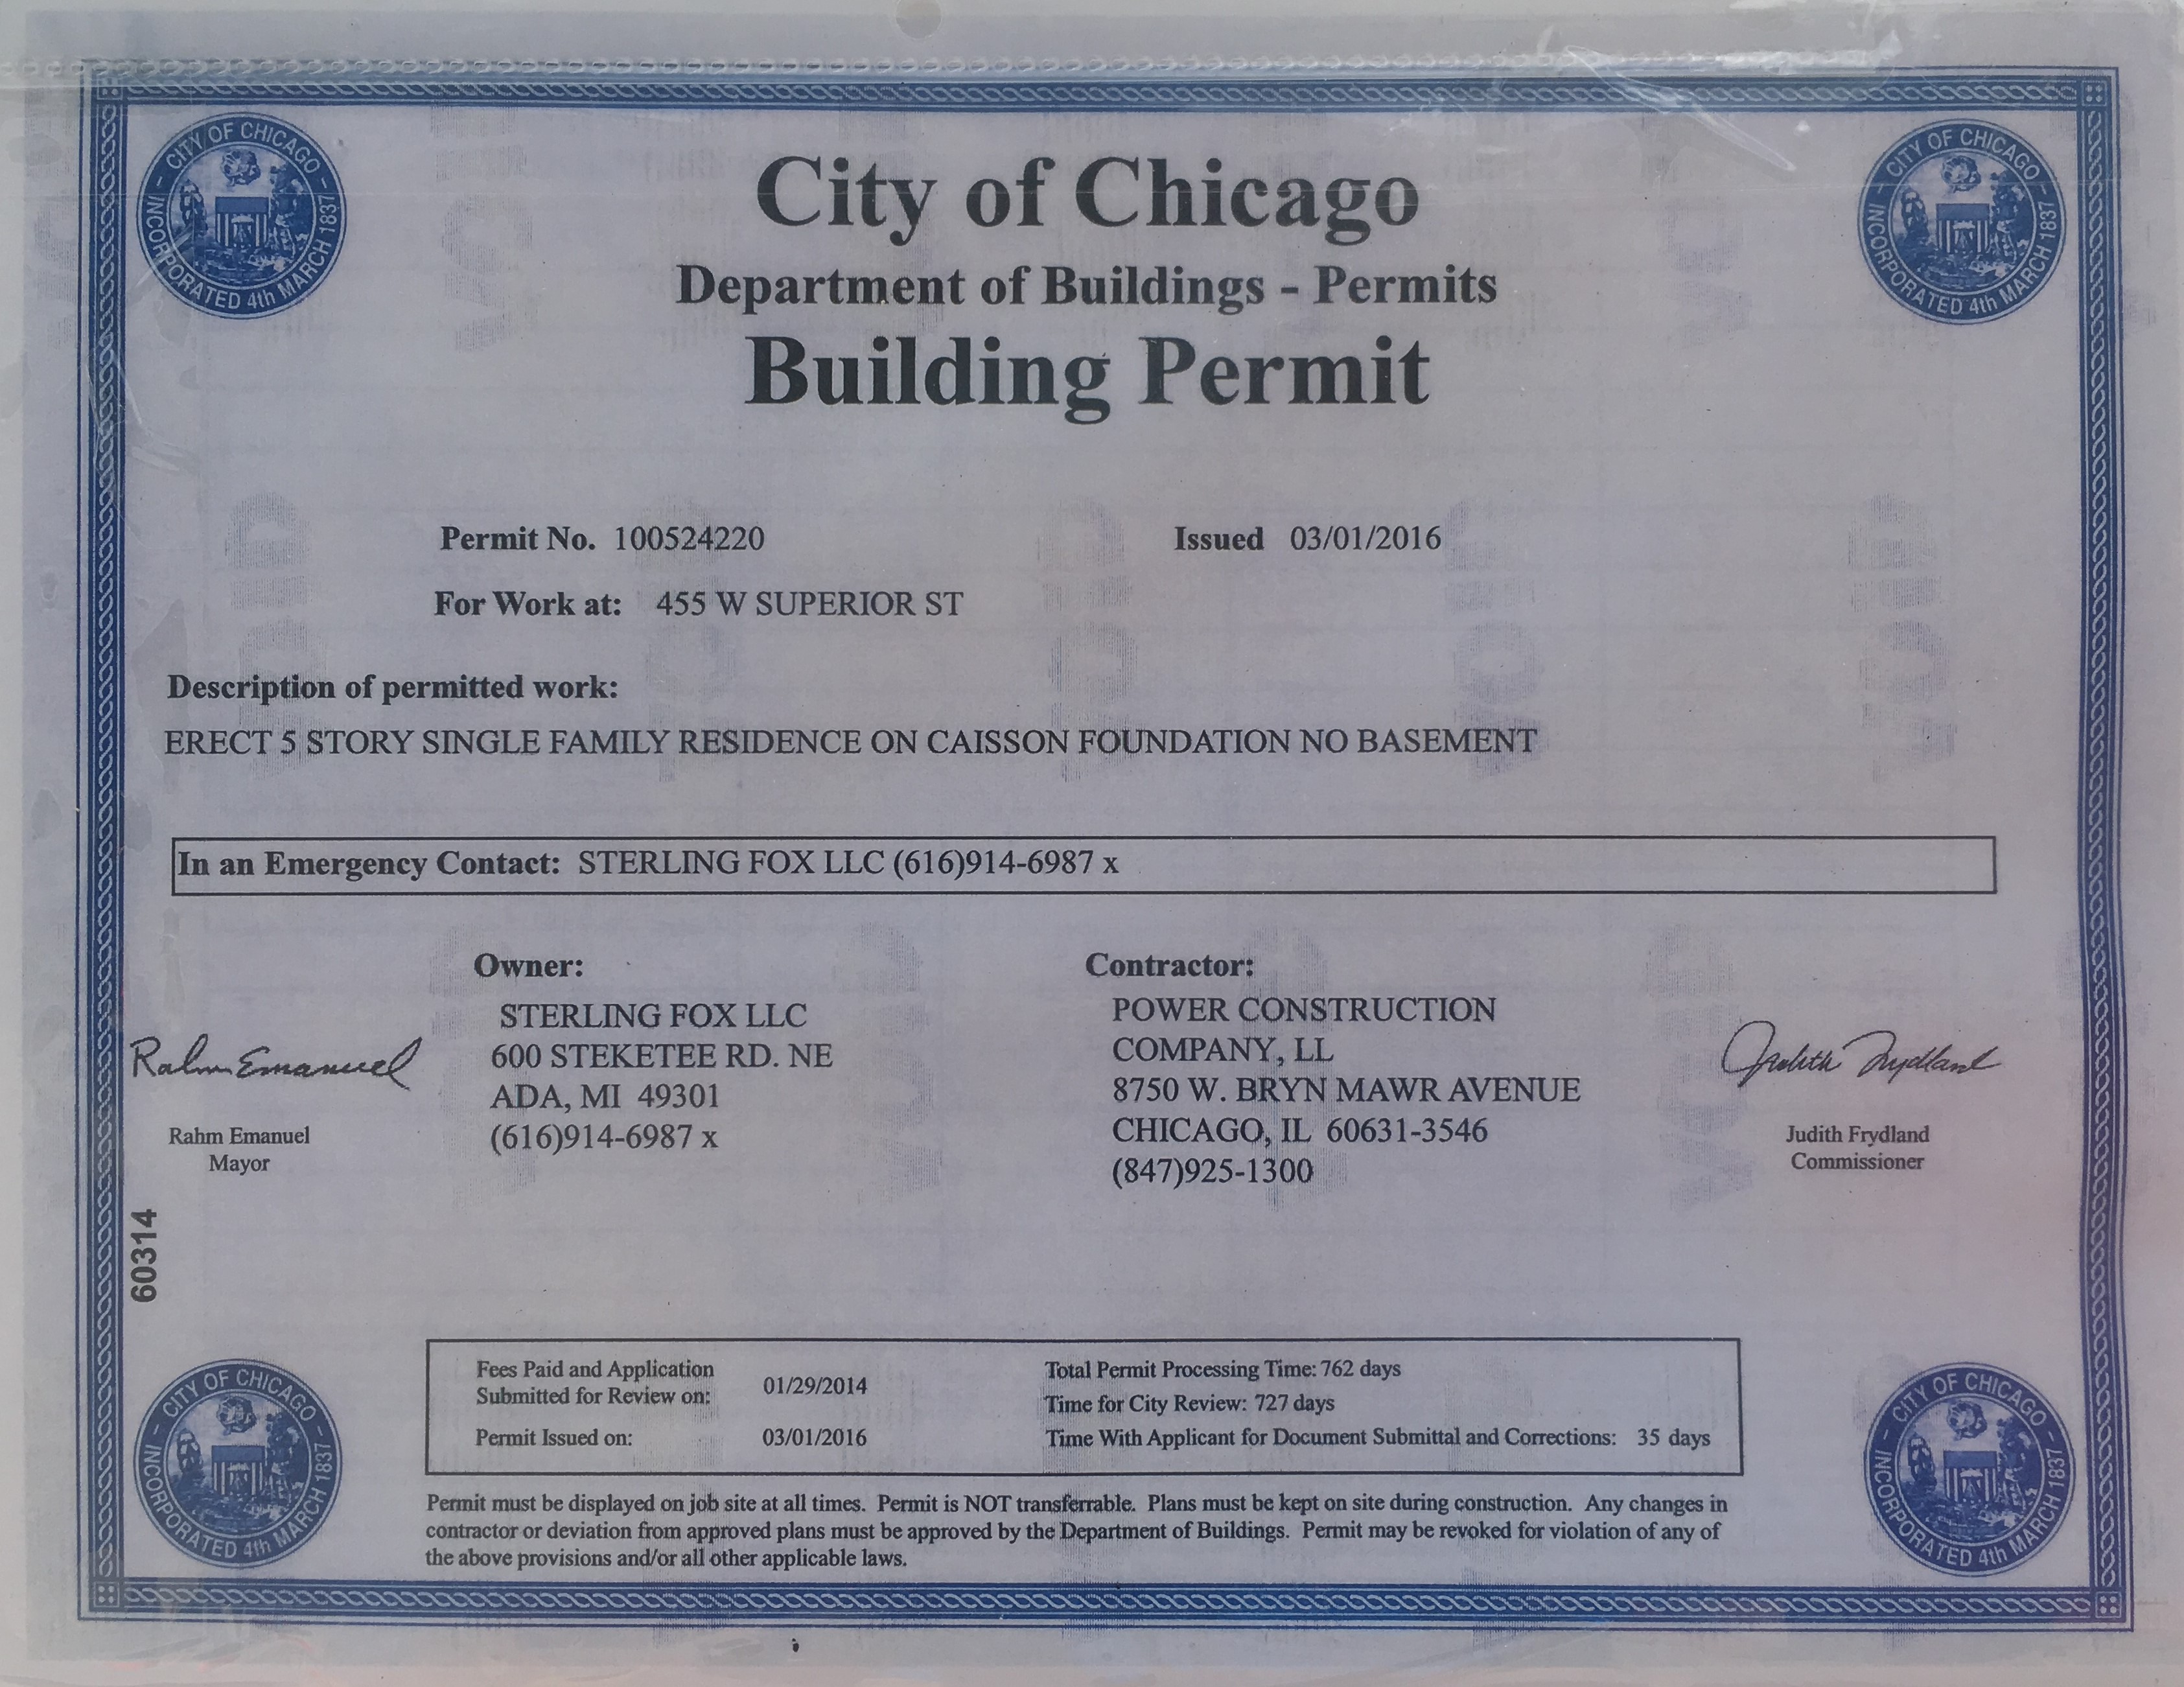 CITY OF CHICAGO
INCORPORATED 4th MARCH 1837
CITY OF CHICAGO
INCORPORATED 4th MARCH 1837
City of Chicago
Department of Buildings - Permits
Building Permit
Permit No. 100524220
Issued 03/01/2016
For Work at: 455 W SUPERIOR ST
Description of permitted work:
ERECT 5 STORY SINGLE FAMILY RESIDENCE ON CAISSON FOUNDATION NO BASEMENT
In an Emergency Contact: STERLING FOX LLC (616)914-6987 x
Owner:
STERLING FOX LLC
600 STEKETEE RD. NE
ADA, MI 49301
(616)914-6987 x
Contractor:
POWER CONSTRUCTION
COMPANY, LL
8750 W. BRYN MAWR AVENUE
CHICAGO, IL 60631-3546
(847)925-1300
Rahm Emanuel
Rahm Emanuel
Mayor
Judith Frydland
Judith Frydland
Commissioner
60314
Fees Paid and Application
Submitted for Review on: 01/29/2014
Permit Issued on: 03/01/2016
Total Permit Processing Time: 762 days
Time for City Review: 727 days
Time With Applicant for Document Submittal and Corrections: 35 days
Permit must be displayed on job site at all times. Permit is NOT transferrable. Plans must be kept on site during construction. Any changes in
contractor or deviation from approved plans must be approved by the Department of Buildings. Permit may be revoked for violation of any of
the above provisions and/or all other applicable laws.
CITY OF CHICAGO
INCORPORATED 4th MARCH 1837
CITY OF CHICAGO
INCORPORATED 4th MARCH 1837